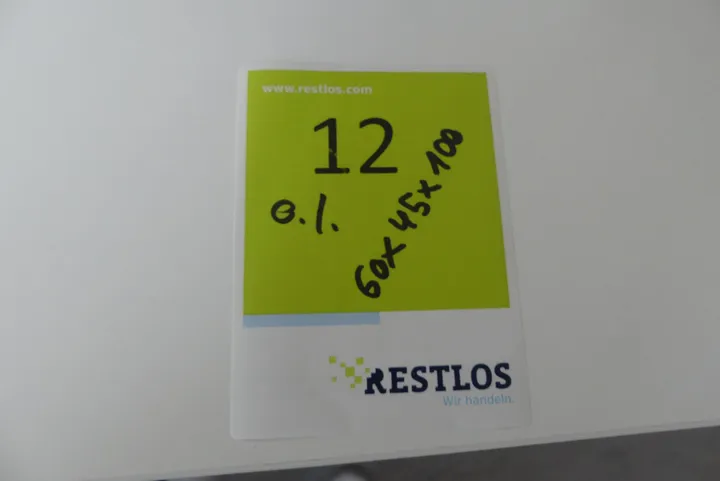 www.restlos.com
12
e.l.
60x45x100
RESTLOS
Wir handeln.